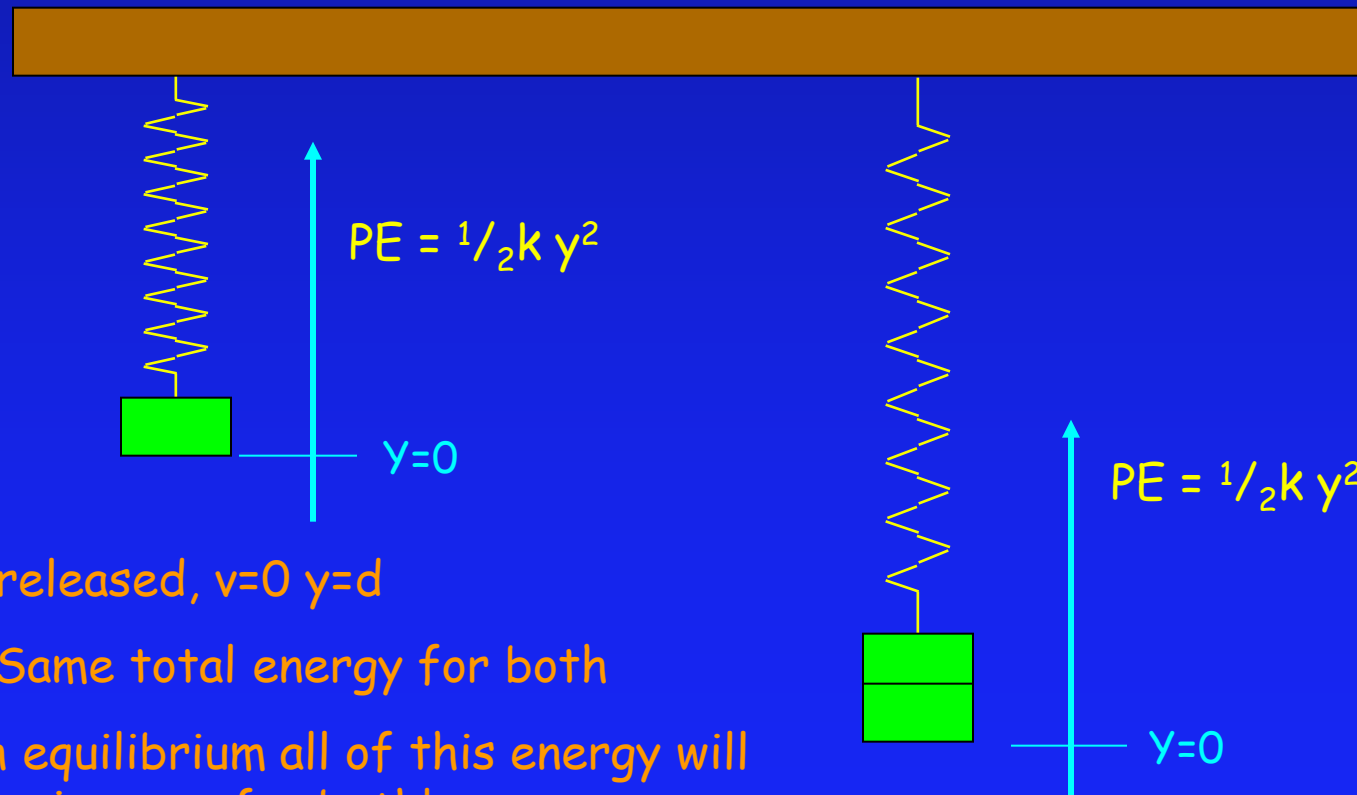 PE = ¹/₂k y²
Y=0
PE = ¹/₂k y²
released, v=0 y=d
Same total energy for both
equilibrium all of this energy will
Y=0